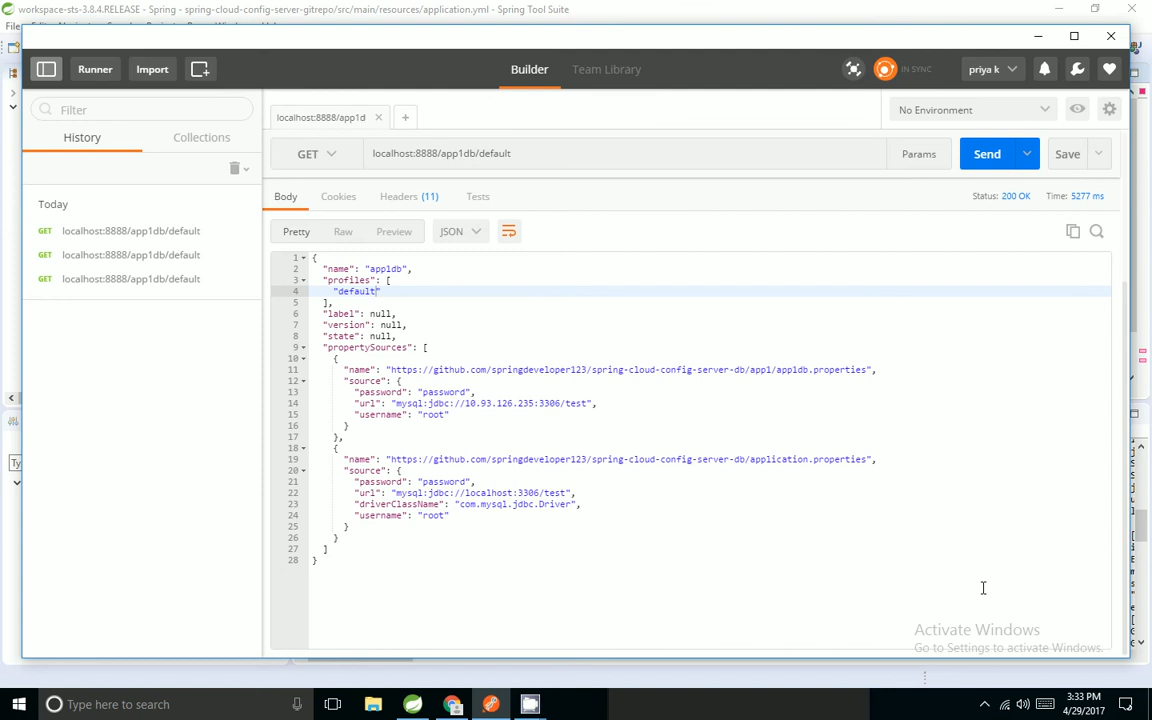 workspace-sts-3.8.4.RELEASE - Spring - spring-cloud-config-server-gitrepo/src/main/resources/application.yml - Spring Tool Suite
Runner
Import
Builder
Team Library
IN SYNC
priya k
Filter
History
Collections
Today
GET localhost:8888/app1db/default
GET localhost:8888/app1db/default
GET localhost:8888/app1db/default
localhost:8888/app1d
No Environment
GET
localhost:8888/app1db/default
Params
Send
Save
Body
Cookies
Headers (11)
Tests
Status: 200 OK
Time: 5277 ms
Pretty
Raw
Preview
JSON
1 {
2 "name": "app1db",
3 "profiles": [
4 "default"
5 ],
6 "label": null,
7 "version": null,
8 "state": null,
9 "propertySources": [
10 {
11 "name": "https://github.com/springdeveloper123/spring-cloud-config-server-db/app1/app1db.properties",
12 "source": {
13 "password": "password",
14 "url": "mysql:jdbc://10.93.126.235:3306/test",
15 "username": "root"
16 }
17 },
18 {
19 "name": "https://github.com/springdeveloper123/spring-cloud-config-server-db/application.properties",
20 "source": {
21 "password": "password",
22 "url": "mysql:jdbc://localhost:3306/test",
23 "driverClassName": "com.mysql.jdbc.Driver",
24 "username": "root"
25 }
26 }
27 ]
28 }
Activate Windows
Go to Settings to activate Windows.
Type here to search
3:33 PM
4/29/2017